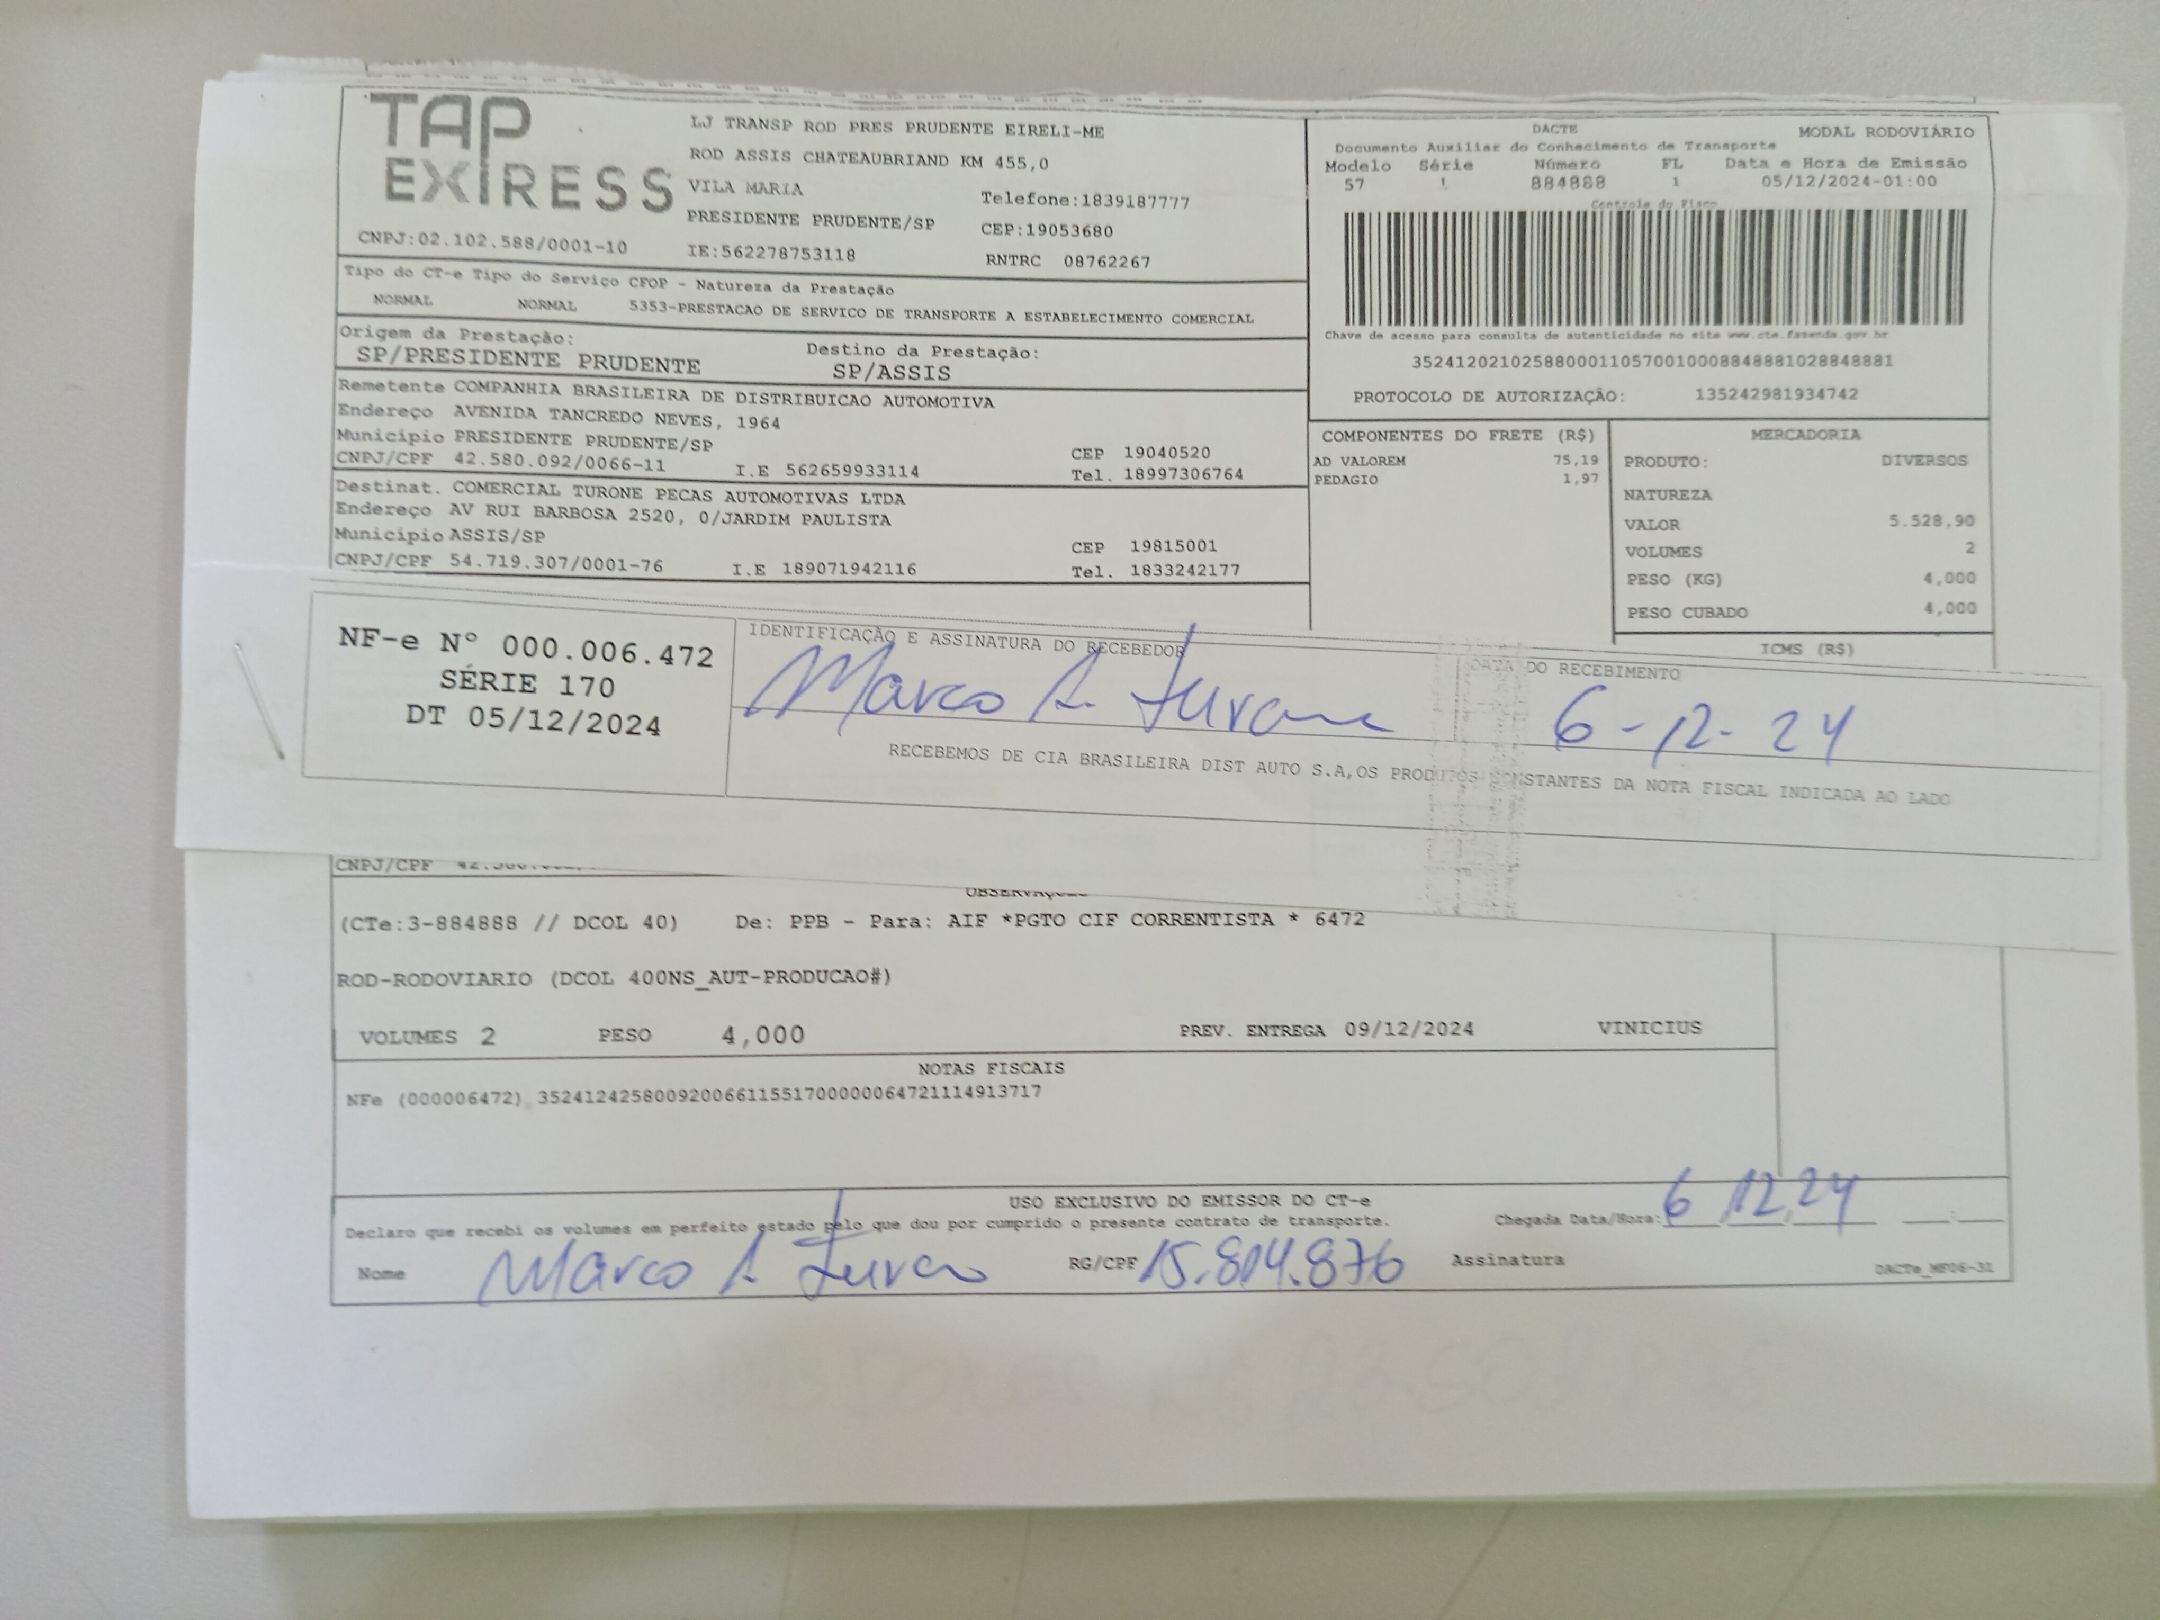 TAP
EXIRESS
LJ TRANSP ROD PRES PRUDENTE EIRELI-ME
ROD ASSIS CHATEAUBRIAND KM 455,0
VILA MARIA
Telefone:1839187777
PRESIDENTE PRUDENTE/SP
CEP:19053680
CNPJ:02.102.588/0001-10
IE:562278753118
RNTRC 08762267
DACTE
MODAL RODOVIÁRIO
Documento Auxiliar do Conhecimento de Transporte
Modelo Série Número FL Data e Hora de Emissão
57 1 884888 1 05/12/2024-01:00
Controle do Fisco
Chave de acesso para consulta de autenticidade no site www.cte.fazenda.gov.br
35241202102588000110570010008848881028848881
PROTOCOLO DE AUTORIZAÇÃO: 135242981934742
Tipo do CT-e Tipo do Serviço CFOP - Natureza da Prestação
NORMAL NORMAL 5353-PRESTACAO DE SERVICO DE TRANSPORTE A ESTABELECIMENTO COMERCIAL
Origem da Prestação:
SP/PRESIDENTE PRUDENTE
Destino da Prestação:
SP/ASSIS
Remetente COMPANHIA BRASILEIRA DE DISTRIBUICAO AUTOMOTIVA
Endereço AVENIDA TANCREDO NEVES, 1964
Município PRESIDENTE PRUDENTE/SP
CEP 19040520
CNPJ/CPF 42.580.092/0066-11 I.E 562659933114 Tel. 18997306764
Destinat. COMERCIAL TURONE PECAS AUTOMOTIVAS LTDA
Endereço AV RUI BARBOSA 2520, 0/JARDIM PAULISTA
Município ASSIS/SP
CEP 19815001
CNPJ/CPF 54.719.307/0001-76 I.E 189071942116 Tel. 1833242177
COMPONENTES DO FRETE (R$)
AD VALOREM 75,19
PEDAGIO 1,97
MERCADORIA
PRODUTO: DIVERSOS
NATUREZA
VALOR 5.528,90
VOLUMES 2
PESO (KG) 4,000
PESO CUBADO 4,000
ICMS (R$)
NF-e Nº 000.006.472
SÉRIE 170
DT 05/12/2024
IDENTIFICAÇÃO E ASSINATURA DO RECEBEDOR
Marco A. Turone
DATA DO RECEBIMENTO
6-12-24
RECEBEMOS DE CIA BRASILEIRA DIST AUTO S.A,OS PRODUTOS CONSTANTES DA NOTA FISCAL INDICADA AO LADO
CNPJ/CPF
(CTe:3-884888 // DCOL 40) De: PPB - Para: AIF *PGTO CIF CORRENTISTA * 6472
ROD-RODOVIARIO (DCOL 400NS_AUT-PRODUCAO#)
VOLUMES 2 PESO 4,000 PREV. ENTREGA 09/12/2024 VINICIUS
NOTAS FISCAIS
NFe (000006472) 35241242580092006611551700000064721114913717
USO EXCLUSIVO DO EMISSOR DO CT-e
Declaro que recebi os volumes em perfeito estado pelo que dou por cumprido o presente contrato de transporte.
Chegada Data/Hora: 6 12 24
Nome Marco A. RG/CPF 15.814.876 Assinatura
DACTe_MF06-31